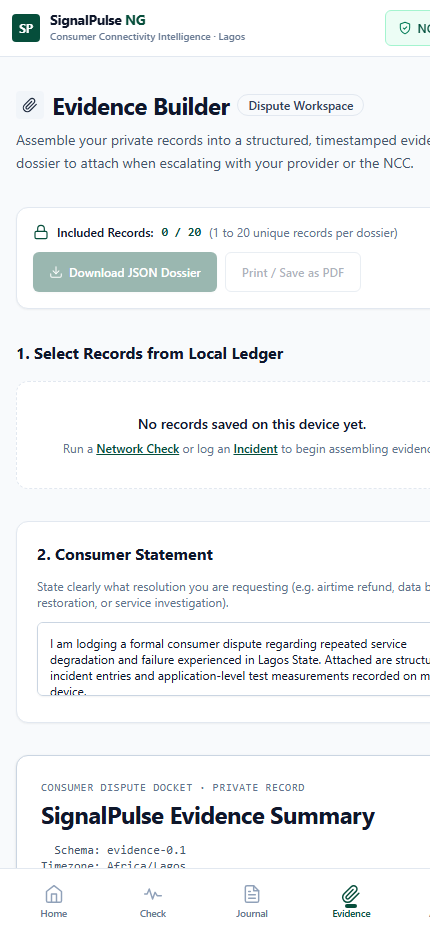 SP
SignalPulse NG
Consumer Connectivity Intelligence · Lagos
Evidence Builder
Dispute Workspace
Assemble your private records into a structured, timestamped
dossier to attach when escalating with your provider or the NCC.
Included Records: 0 / 20 (1 to 20 unique records per dossier)
Download JSON Dossier
Print / Save as PDF
1. Select Records from Local Ledger
No records saved on this device yet.
Run a Network Check or log an Incident to begin assembling
2. Consumer Statement
State clearly what resolution you are requesting (e.g. airtime refund, data
restoration, or service investigation).
I am lodging a formal consumer dispute regarding repeated service
degradation and failure experienced in Lagos State. Attached are
incident entries and application-level test measurements recorded on
device.
CONSUMER DISPUTE DOCKET · PRIVATE RECORD
SignalPulse Evidence Summary
Schema: evidence-0.1
Timezone: Africa/Lagos
Home
Check
Journal
Evidence